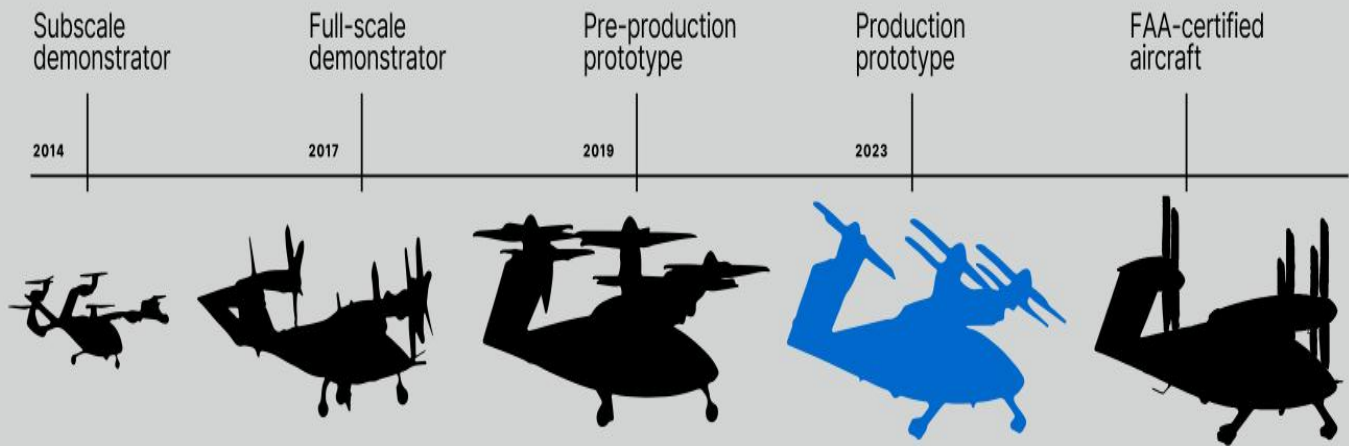 Subscale
demonstrator
Full-scale
demonstrator
Pre-production
prototype
Production
prototype
FAA-certified
aircraft
2014
2017
2019
2023